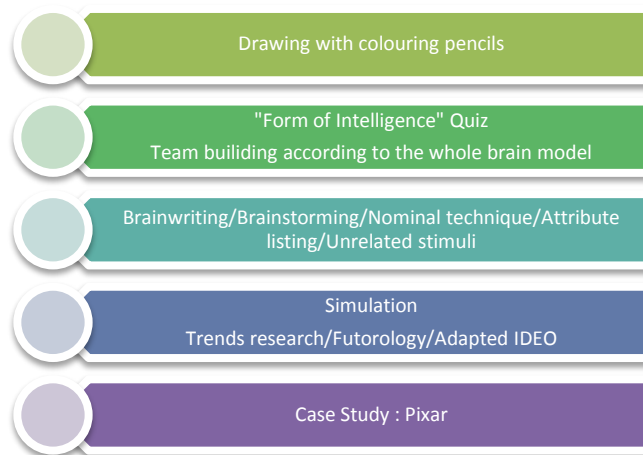 Drawing with colouring pencils
"Form of Intelligence" Quiz
Team builiding according to the whole brain model
Brainwriting/Brainstorming/Nominal technique/Attribute
listing/Unrelated stimuli
Simulation
Trends research/Futorology/Adapted IDEO
Case Study : Pixar